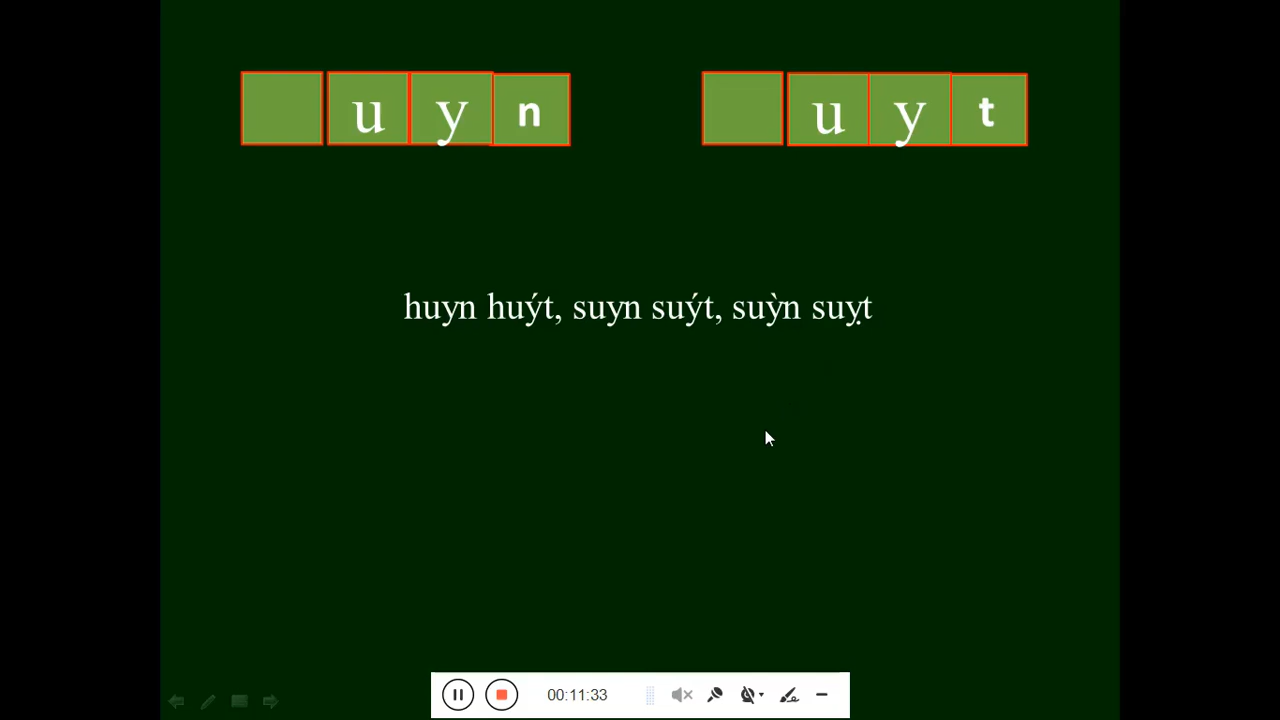 u y n u y t
huyn huýt, suyn suýt, suỳn suỵt
00:11:33